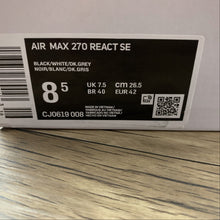 AIR MAX 270 REACT SE
BLACK/WHITE/DK.GREY
NOIR/BLANC/DK.GRIS
8.5
UK 7.5 cm 26.5
BR 40 EUR 42
CJ0619 008